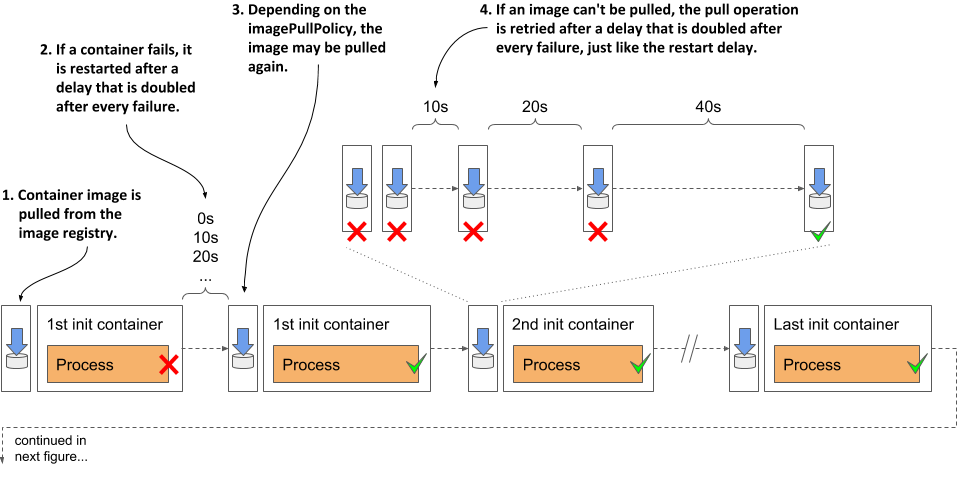 1. Container image is
pulled from the
image registry.
2. If a container fails, it
is restarted after a
delay that is doubled
after every failure.
3. Depending on the
imagePullPolicy, the
image may be pulled
again.
4. If an image can't be pulled, the pull operation
is retried after a delay that is doubled after
every failure, just like the restart delay.
10s
20s
40s
0s
10s
20s
...
1st init container
Process
1st init container
Process
2nd init container
Process
Last init container
Process
continued in
next figure...